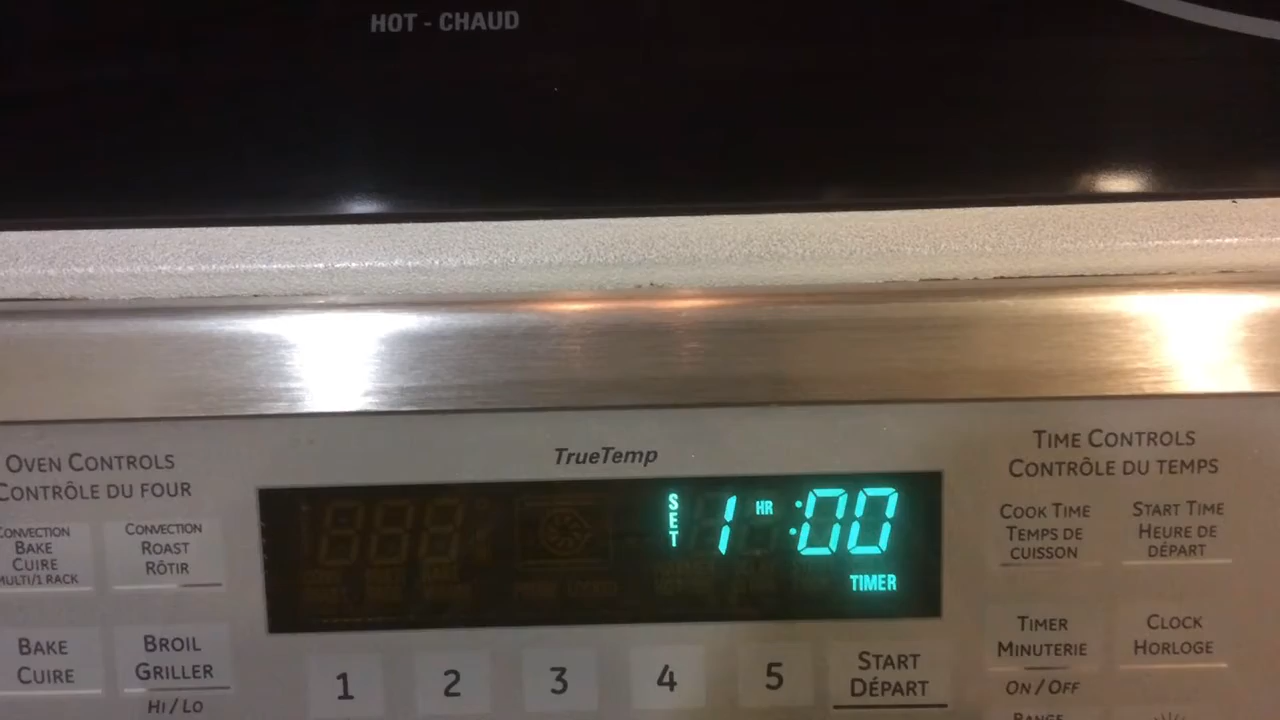 HOT - CHAUD
TrueTemp
OVEN CONTROLS
CONTRÔLE DU FOUR
CONVECTION
BAKE
CUIRE
MULTI/1 RACK
CONVECTION
ROAST
RÔTIR
BAKE
CUIRE
BROIL
GRILLER
HI / LO
SET
1 HR :00
TIMER
1
2
3
4
5
START
DÉPART
TIME CONTROLS
CONTRÔLE DU TEMPS
COOK TIME
TEMPS DE
CUISSON
START TIME
HEURE DE
DÉPART
TIMER
MINUTERIE
ON / OFF
CLOCK
HORLOGE
RANGE